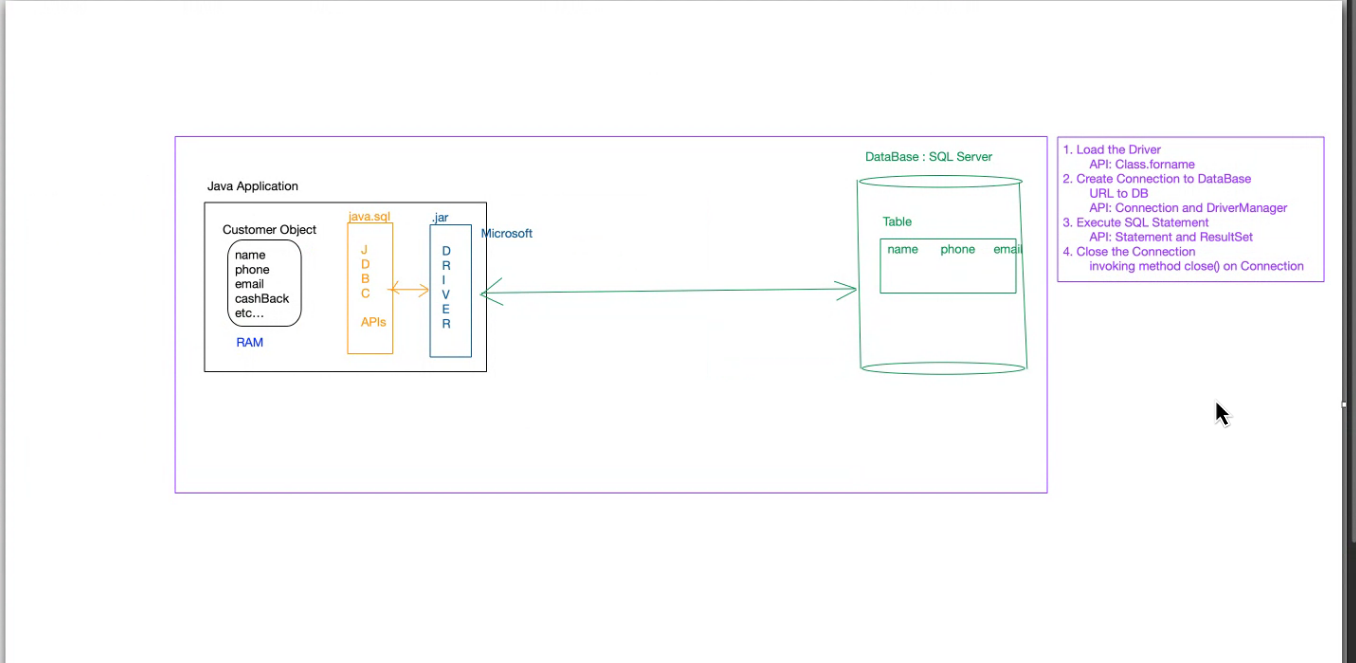 DataBase : SQL Server
Java Application
Customer Object
name
phone
email
cashBack
etc...
RAM
java.sql
J
D
B
C
APIs
.jar
Microsoft
D
R
I
V
E
R
Table
name phone email
1. Load the Driver
API: Class.forname
2. Create Connection to DataBase
URL to DB
API: Connection and DriverManager
3. Execute SQL Statement
API: Statement and ResultSet
4. Close the Connection
invoking method close() on Connection